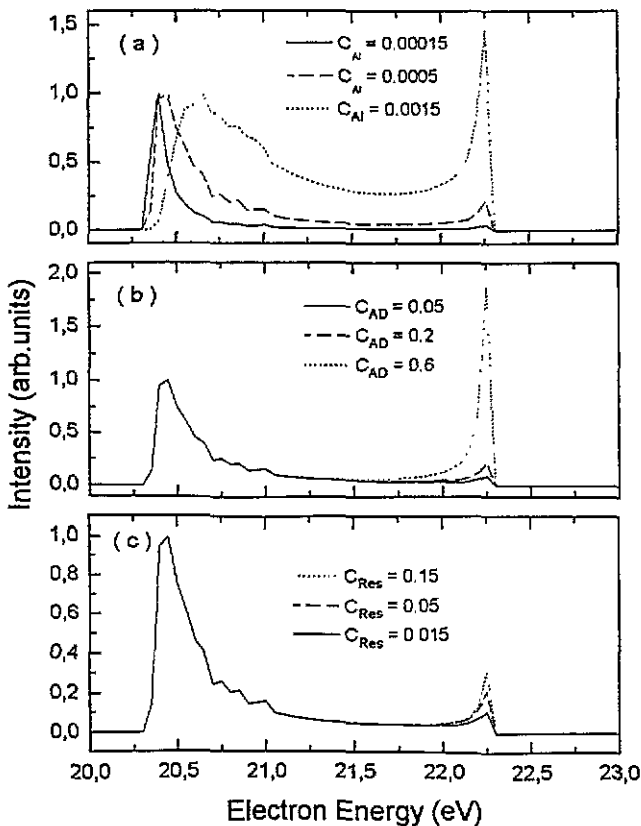 ( a )
C_Al = 0.00015
C_Al = 0.0005
C_Al = 0.0015
1,5
1,0
0,5
0,0
( b )
C_AD = 0.05
C_AD = 0.2
C_AD = 0.6
2,0
1,5
1,0
0,5
0,0
Intensity (arb.units)
( c )
C_Res = 0.15
C_Res = 0.05
C_Res = 0 015
1,0
0,8
0,6
0,4
0,2
0,0
20,0 20,5 21,0 21,5 22,0 22,5 23,0
Electron Energy (eV)